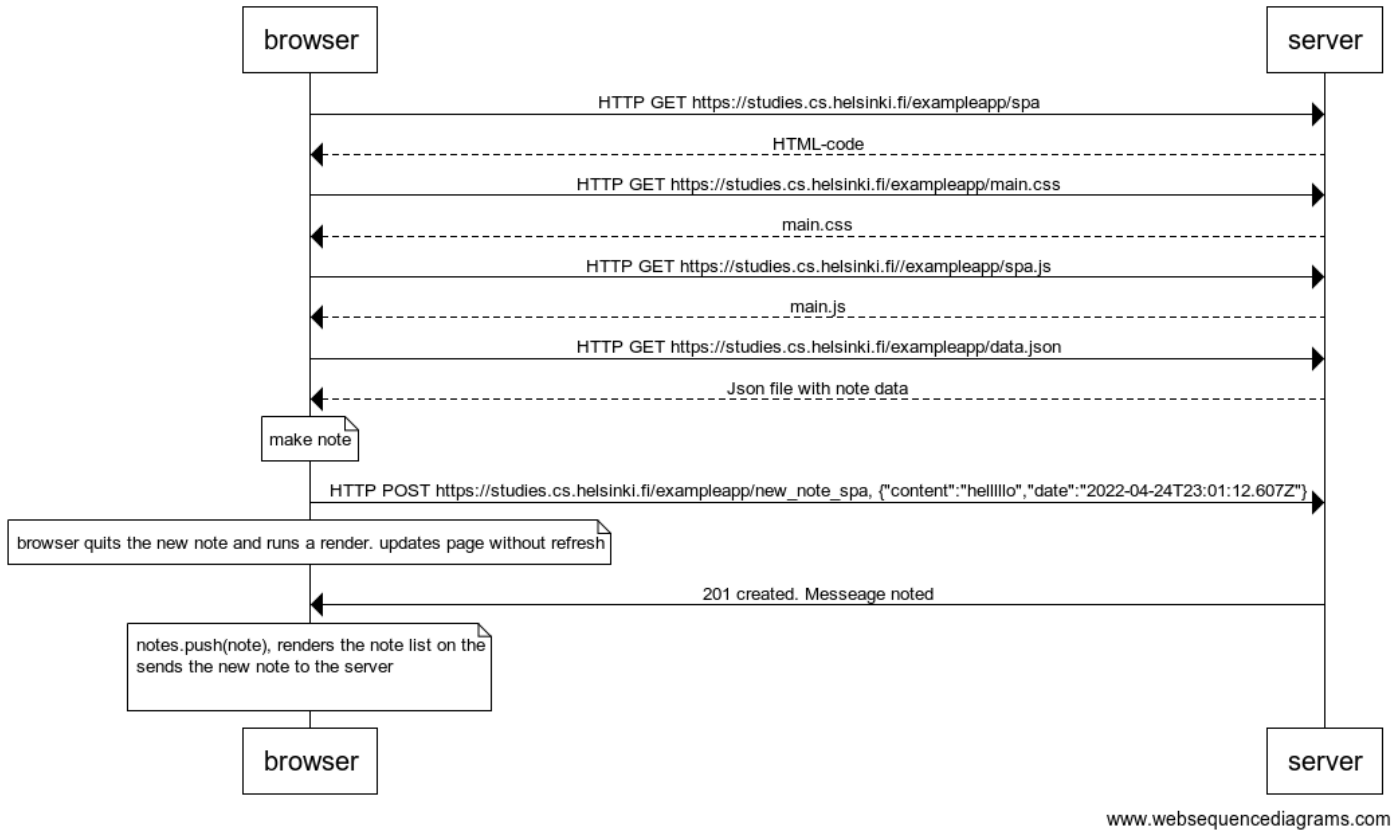 browser
server
HTTP GET https://studies.cs.helsinki.fi/exampleapp/spa
HTML-code
HTTP GET https://studies.cs.helsinki.fi/exampleapp/main.css
main.css
HTTP GET https://studies.cs.helsinki.fi//exampleapp/spa.js
main.js
HTTP GET https://studies.cs.helsinki.fi/exampleapp/data.json
Json file with note data
make note
HTTP POST https://studies.cs.helsinki.fi/exampleapp/new_note_spa, {"content":"helllllo","date":"2022-04-24T23:01:12.607Z"}
browser quits the new note and runs a render. updates page without refresh
201 created. Messeage noted
notes.push(note), renders the note list on the
sends the new note to the server
browser
server
www.websequencediagrams.com